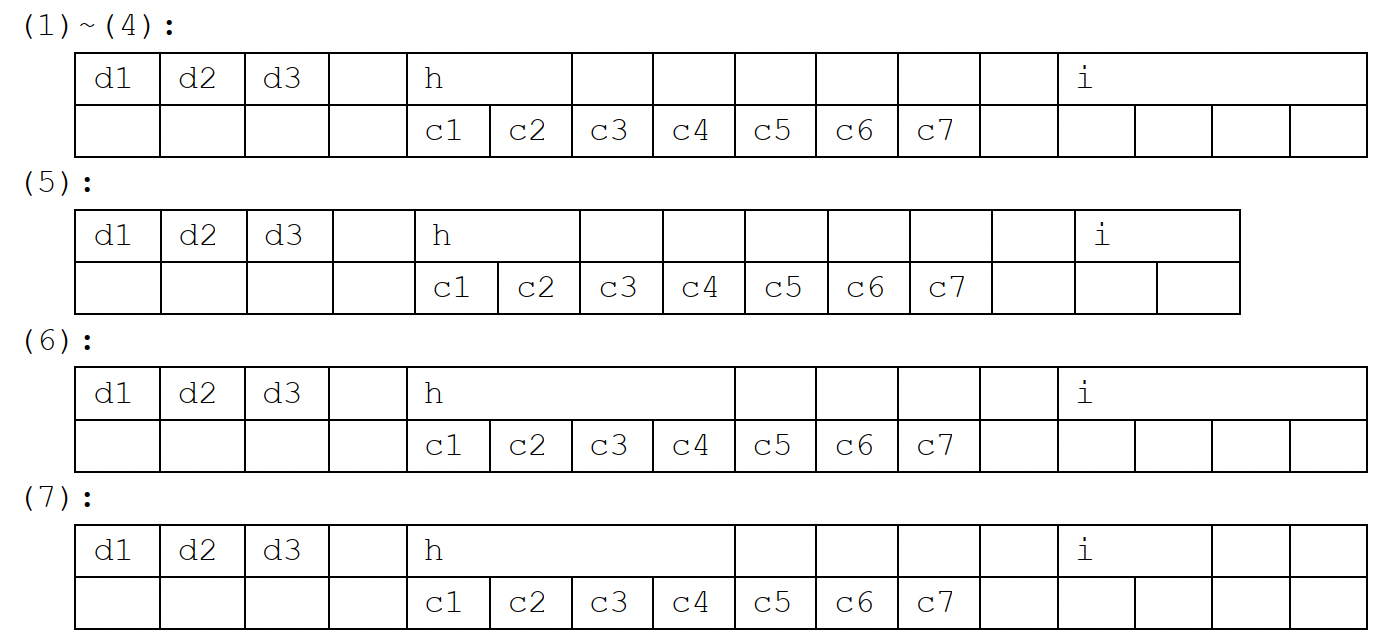 (1)~(4):
d1 d2 d3 h i
c1 c2 c3 c4 c5 c6 c7
(5):
d1 d2 d3 h i
c1 c2 c3 c4 c5 c6 c7
(6):
d1 d2 d3 h i
c1 c2 c3 c4 c5 c6 c7
(7):
d1 d2 d3 h i
c1 c2 c3 c4 c5 c6 c7